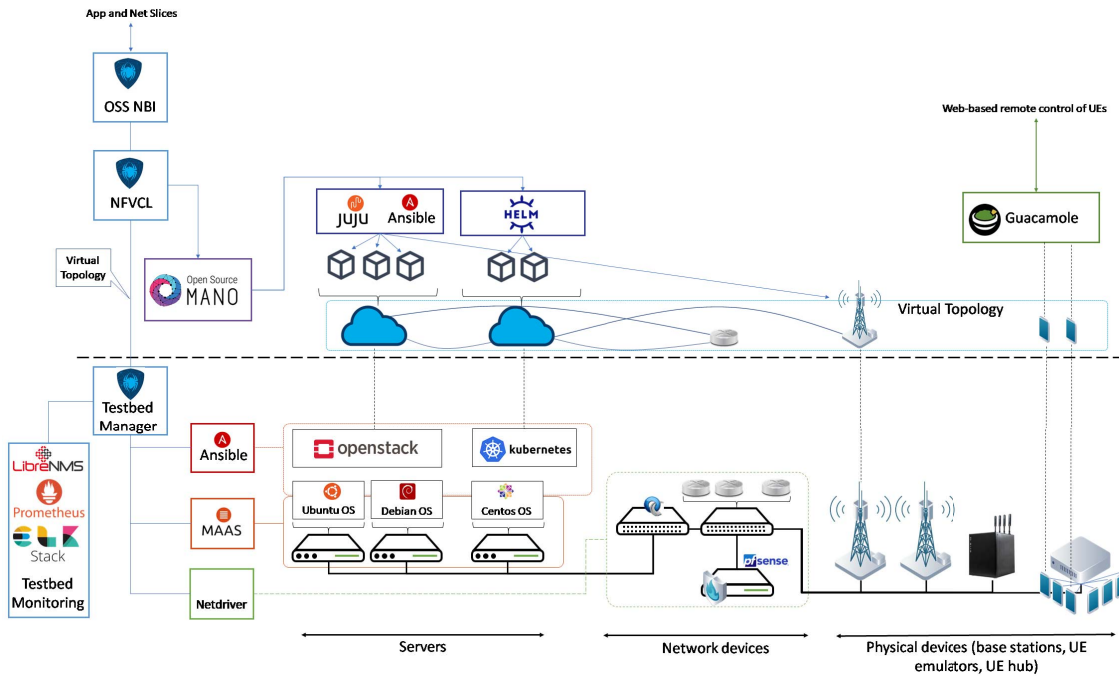 App and Net Slices
OSS NBI
Web-based remote control of UEs
NFVCL
JUJU
Ansible
HELM
Guacamole
Virtual
Topology
Open Source
MANO
Virtual Topology
Testbed
Manager
LibreNMS
Prometheus
ELK
Stack
Testbed
Monitoring
Ansible
openstack
kubernetes
MAAS
Ubuntu OS
Debian OS
Centos OS
pfsense
Netdriver
Servers
Network devices
Physical devices (base stations, UE
emulators, UE hub)